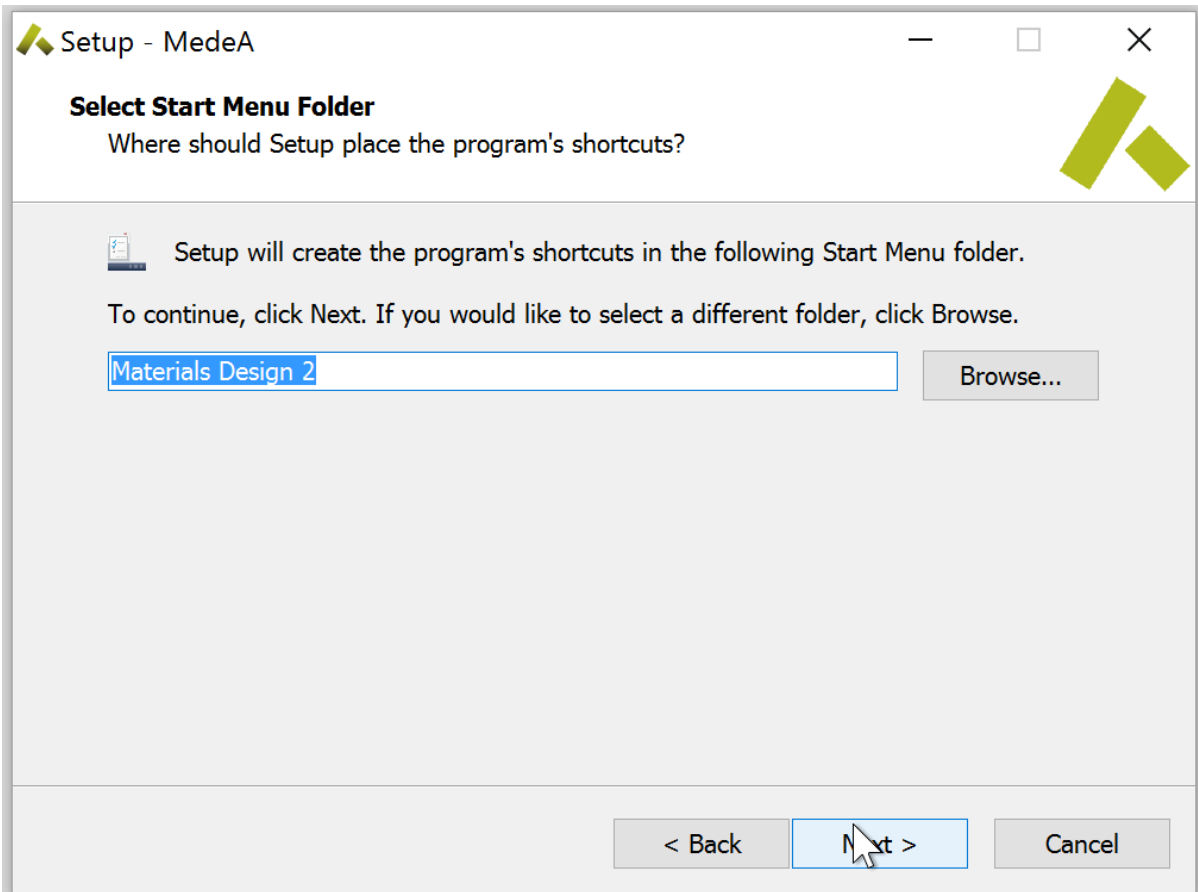 Setup - MedeA
Select Start Menu Folder
Where should Setup place the program's shortcuts?
Setup will create the program's shortcuts in the following Start Menu folder.
To continue, click Next. If you would like to select a different folder, click Browse.
Materials Design 2
Browse...
< Back
Next >
Cancel